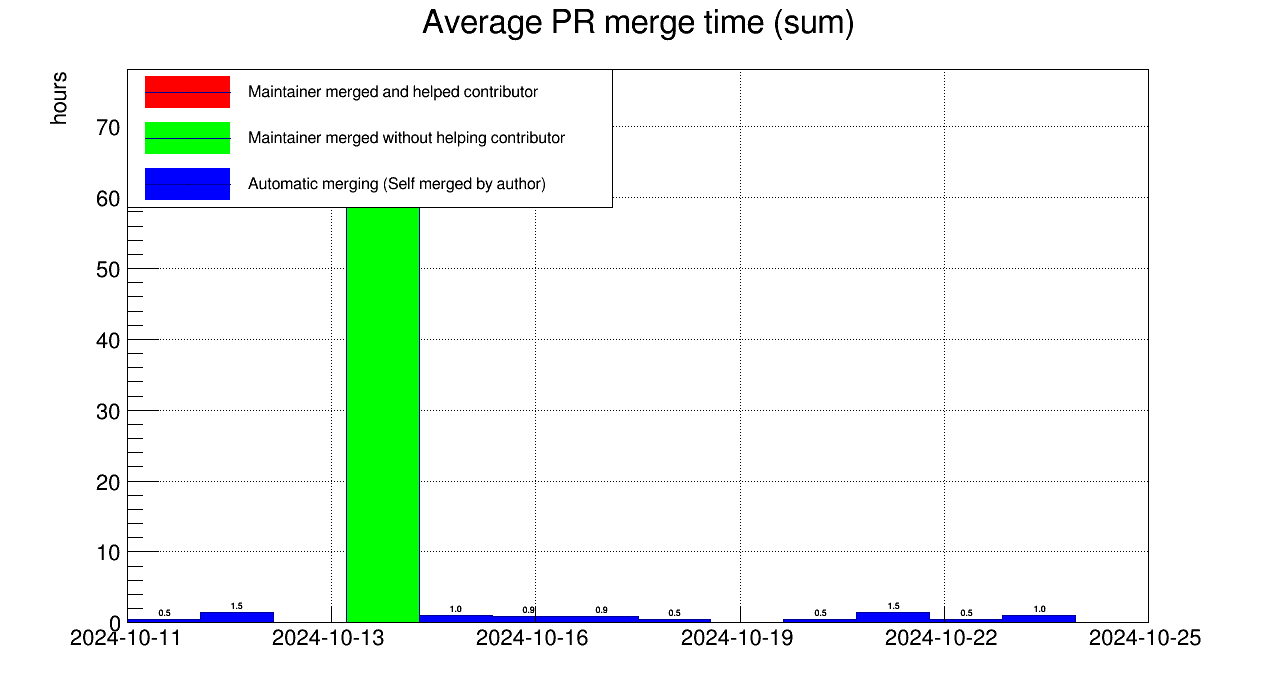 Average PR merge time (sum)
hours
Maintainer merged and helped contributor
Maintainer merged without helping contributor
Automatic merging (Self merged by author)
70
60
50
40
30
20
10
0
0.5 1.5 1.0 0.9 0.9 0.5 0.5 1.5 0.5 1.0
2024-10-11 2024-10-13 2024-10-16 2024-10-19 2024-10-22 2024-10-25